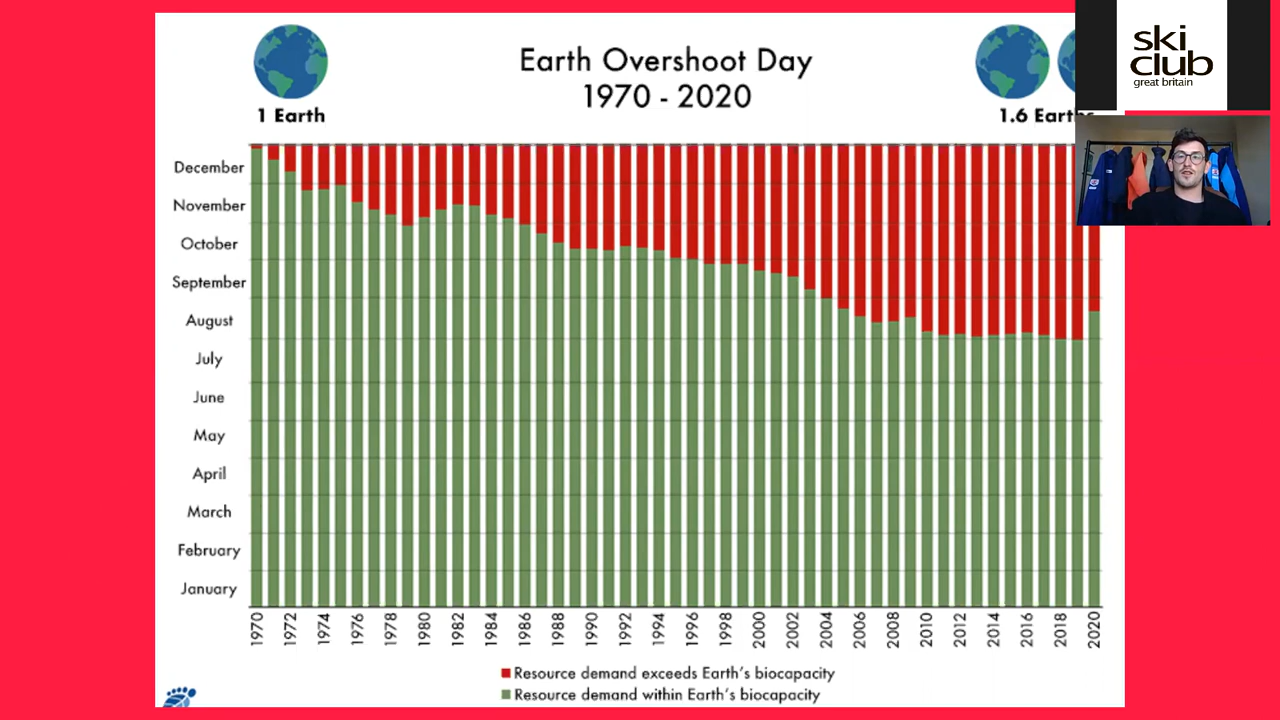 Earth Overshoot Day
1970 - 2020
1 Earth
1.6 Earths
ski
club
great britain
December
November
October
September
August
July
June
May
April
March
February
January
1970 1972 1974 1976 1978 1980 1982 1984 1986 1988 1990 1992 1994 1996 1998 2000 2002 2004 2006 2008 2010 2012 2014 2016 2018 2020
Resource demand exceeds Earth's biocapacity
Resource demand within Earth's biocapacity